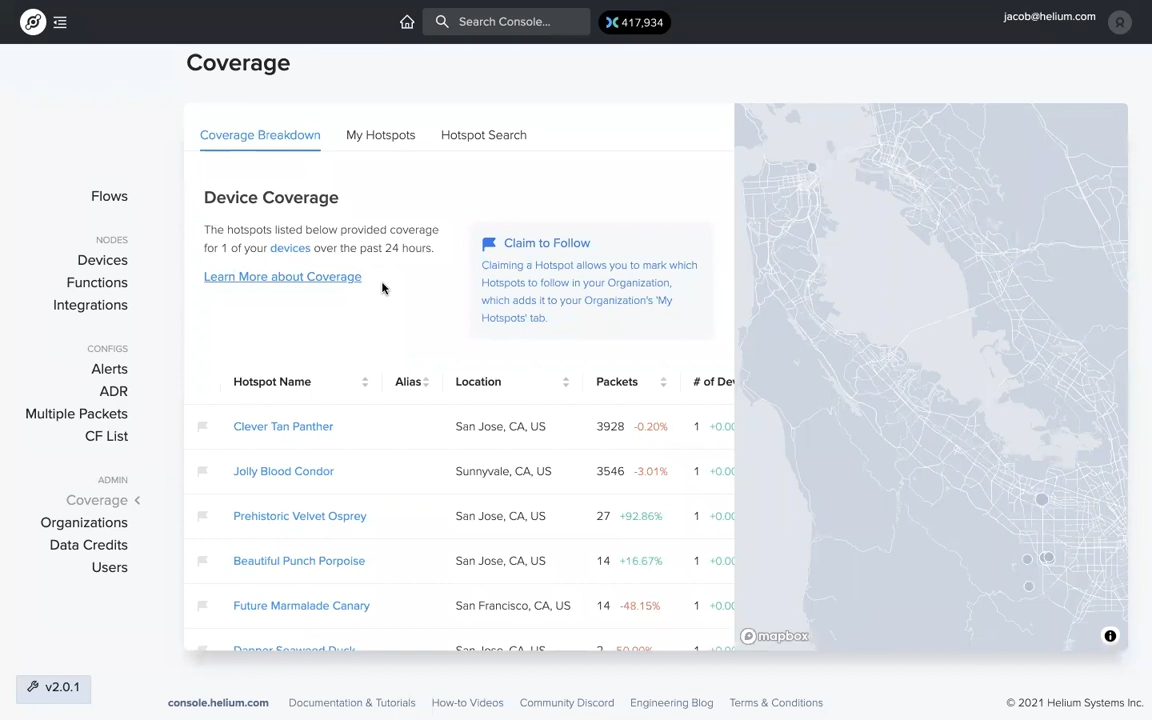 Search Console...
417,934
jacob@helium.com
Coverage
Coverage Breakdown
My Hotspots
Hotspot Search
Flows
NODES
Devices
Functions
Integrations
CONFIGS
Alerts
ADR
Multiple Packets
CF List
ADMIN
Coverage
Organizations
Data Credits
Users
v2.0.1
Device Coverage
The hotspots listed below provided coverage
for 1 of your devices over the past 24 hours.
Learn More about Coverage
Claim to Follow
Claiming a Hotspot allows you to mark which
Hotspots to follow in your Organization,
which adds it to your Organization's 'My
Hotspots' tab.
Hotspot Name Alias Location Packets # of
Clever Tan Panther San Jose, CA, US 3928 -0.20% 1
Jolly Blood Condor Sunnyvale, CA, US 3546 -3.01% 1
Prehistoric Velvet Osprey San Jose, CA, US 27 +92.86% 1
Beautiful Punch Porpoise San Jose, CA, US 14 +16.67% 1
Future Marmalade Canary San Francisco, CA, US 14 -48.15% 1
mapbox
console.helium.com Documentation & Tutorials How-to Videos Community Discord Engineering Blog Terms & Conditions © 2021 Helium Systems Inc.